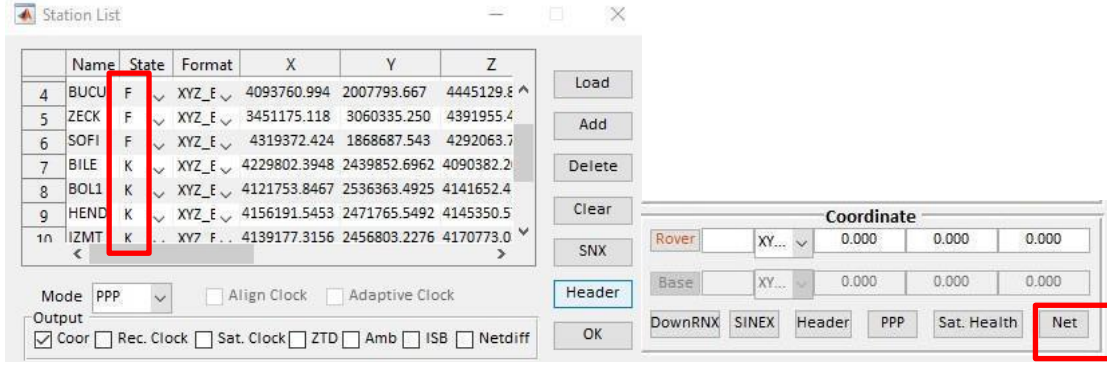 Station List
Name State Format X Y Z
4 BUCU F XYZ_E 4093760.994 2007793.667 4445129.8
5 ZECK F XYZ_E 3451175.118 3060335.250 4391955.4
6 SOFI F XYZ_E 4319372.424 1868687.543 4292063.7
7 BILE K XYZ_E 4229802.3948 2439852.6962 4090382.2
8 BOL1 K XYZ_E 4121753.8467 2536363.4925 4141652.4
9 HEND K XYZ_E 4156191.5453 2471765.5492 4145350.5
10 IZMT K XYZ_E 4139177.3156 2456803.2276 4170773.0
Load
Add
Delete
Clear
SNX
Header
OK
Mode PPP Align Clock Adaptive Clock
Output
Coor Rec. Clock Sat. Clock ZTD Amb ISB Netdiff
Coordinate
Rover XY... 0.000 0.000 0.000
Base XY... 0.000 0.000 0.000
DownRNX SINEX Header PPP Sat. Health Net